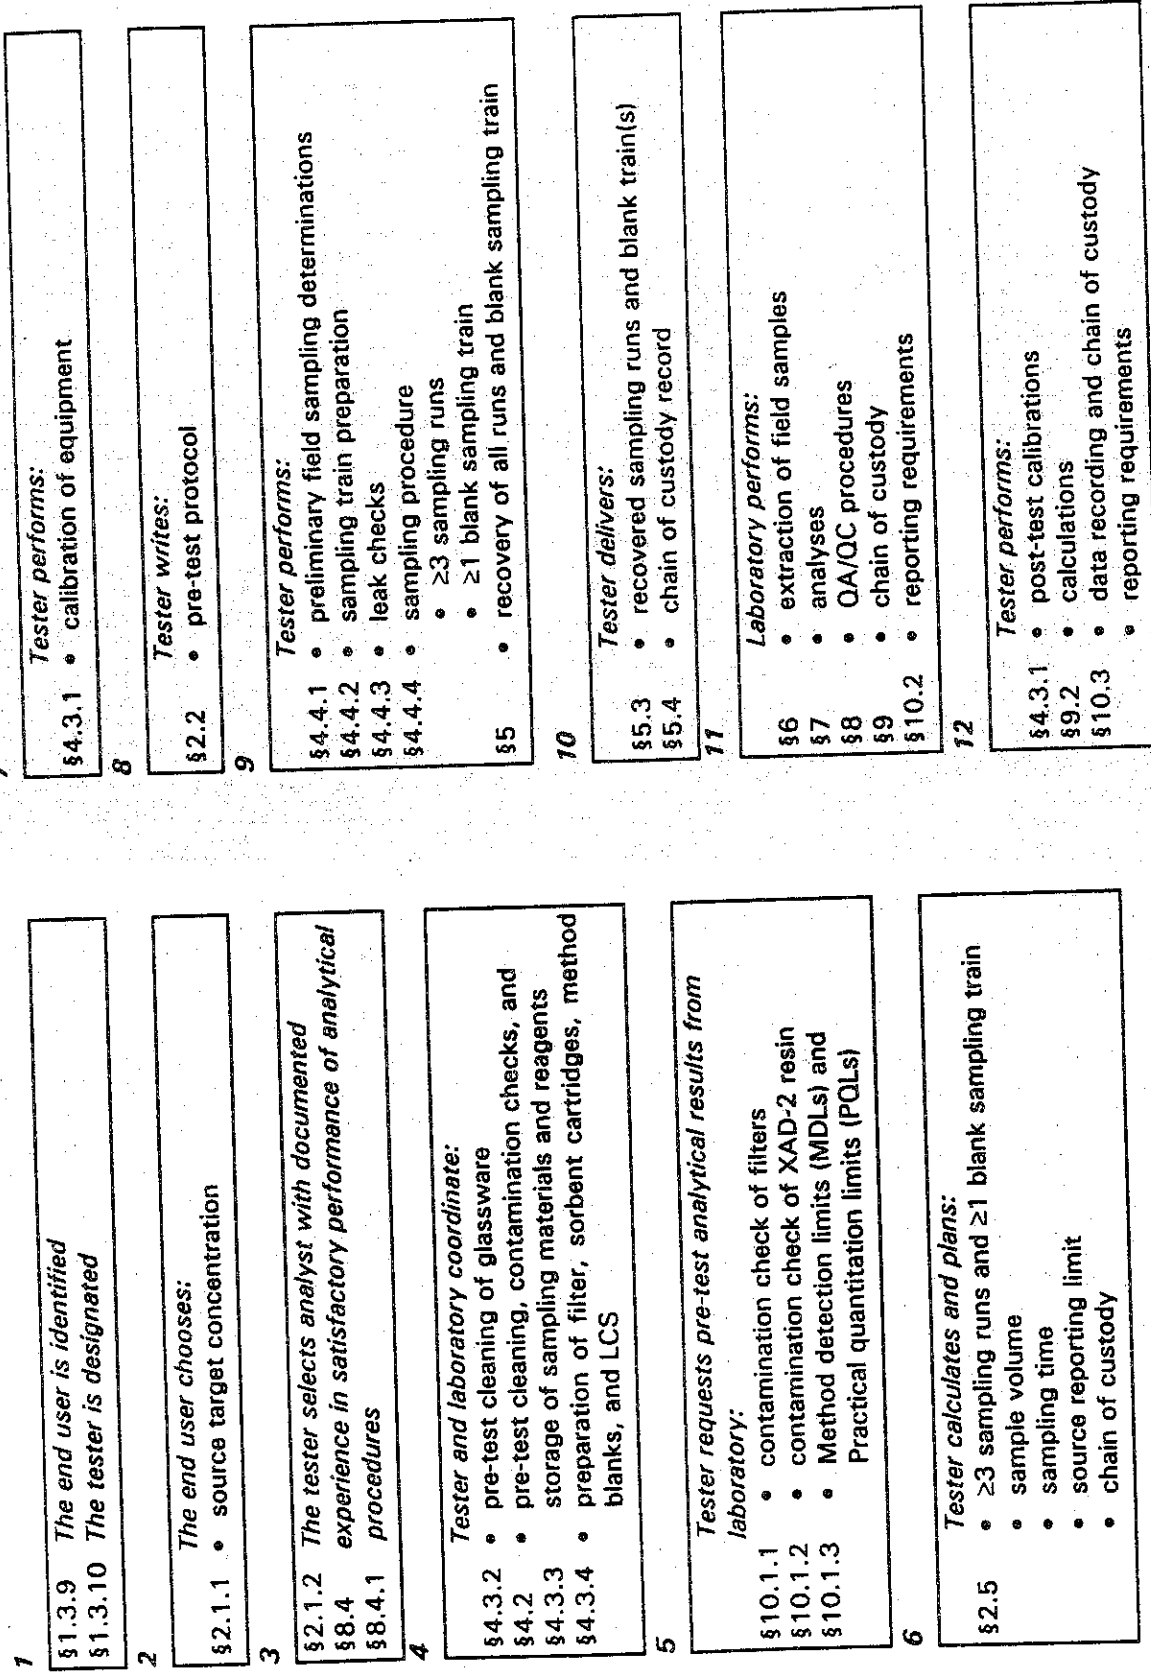 1
§1.3.9 The end user is identified
§1.3.10 The tester is designated
2
The end user chooses:
§2.1.1 • source target concentration
3
§2.1.2 The tester selects analyst with documented
§8.4 experience in satisfactory performance of analytical
§8.4.1 procedures
4
Tester and laboratory coordinate:
§4.3.2 • pre-test cleaning of glassware
§4.2 • pre-test cleaning, contamination checks, and
§4.3.3 storage of sampling materials and reagents
§4.3.4 • preparation of filter, sorbent cartridges, method
blanks, and LCS
5
Tester requests pre-test analytical results from
laboratory:
§10.1.1 • contamination check of filters
§10.1.2 • contamination check of XAD-2 resin
§10.1.3 • Method detection limits (MDLs) and
Practical quantitation limits (PQLs)
6
Tester calculates and plans:
§2.5 • ≥3 sampling runs and ≥1 blank sampling train
• sample volume
• sampling time
• source reporting limit
• chain of custody
Tester performs:
§4.3.1 • calibration of equipment
8
Tester writes:
§2.2 • pre-test protocol
9
Tester performs:
§4.4.1 • preliminary field sampling determinations
§4.4.2 • sampling train preparation
§4.4.3 • leak checks
§4.4.4 • sampling procedure
• ≥3 sampling runs
• ≥1 blank sampling train
§5 • recovery of all runs and blank sampling train
10
Tester delivers:
§5.3 • recovered sampling runs and blank train(s)
§5.4 • chain of custody record
11
Laboratory performs:
§6 • extraction of field samples
§7 • analyses
§8 • QA/QC procedures
§9 • chain of custody
§10.2 • reporting requirements
12
Tester performs:
§4.3.1 • post-test calibrations
§9.2 • calculations
§10.3 • data recording and chain of custody
• reporting requirements